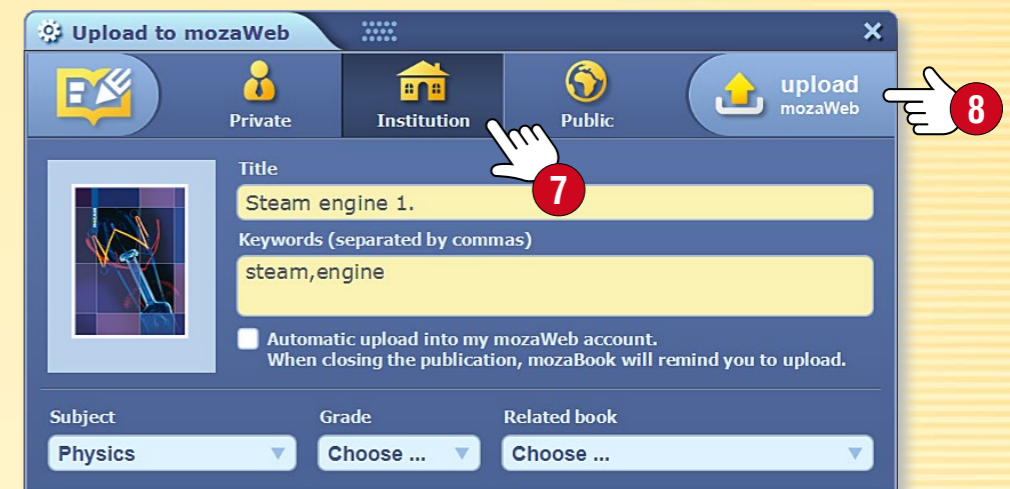 Upload to mozaWeb
Private
Institution
Public
upload
mozaWeb
8
7
Title
Steam engine 1.
Keywords (separated by commas)
steam,engine
Automatic upload into my mozaWeb account.
When closing the publication, mozaBook will remind you to upload.
Subject
Grade
Related book
Physics
Choose ...
Choose ...